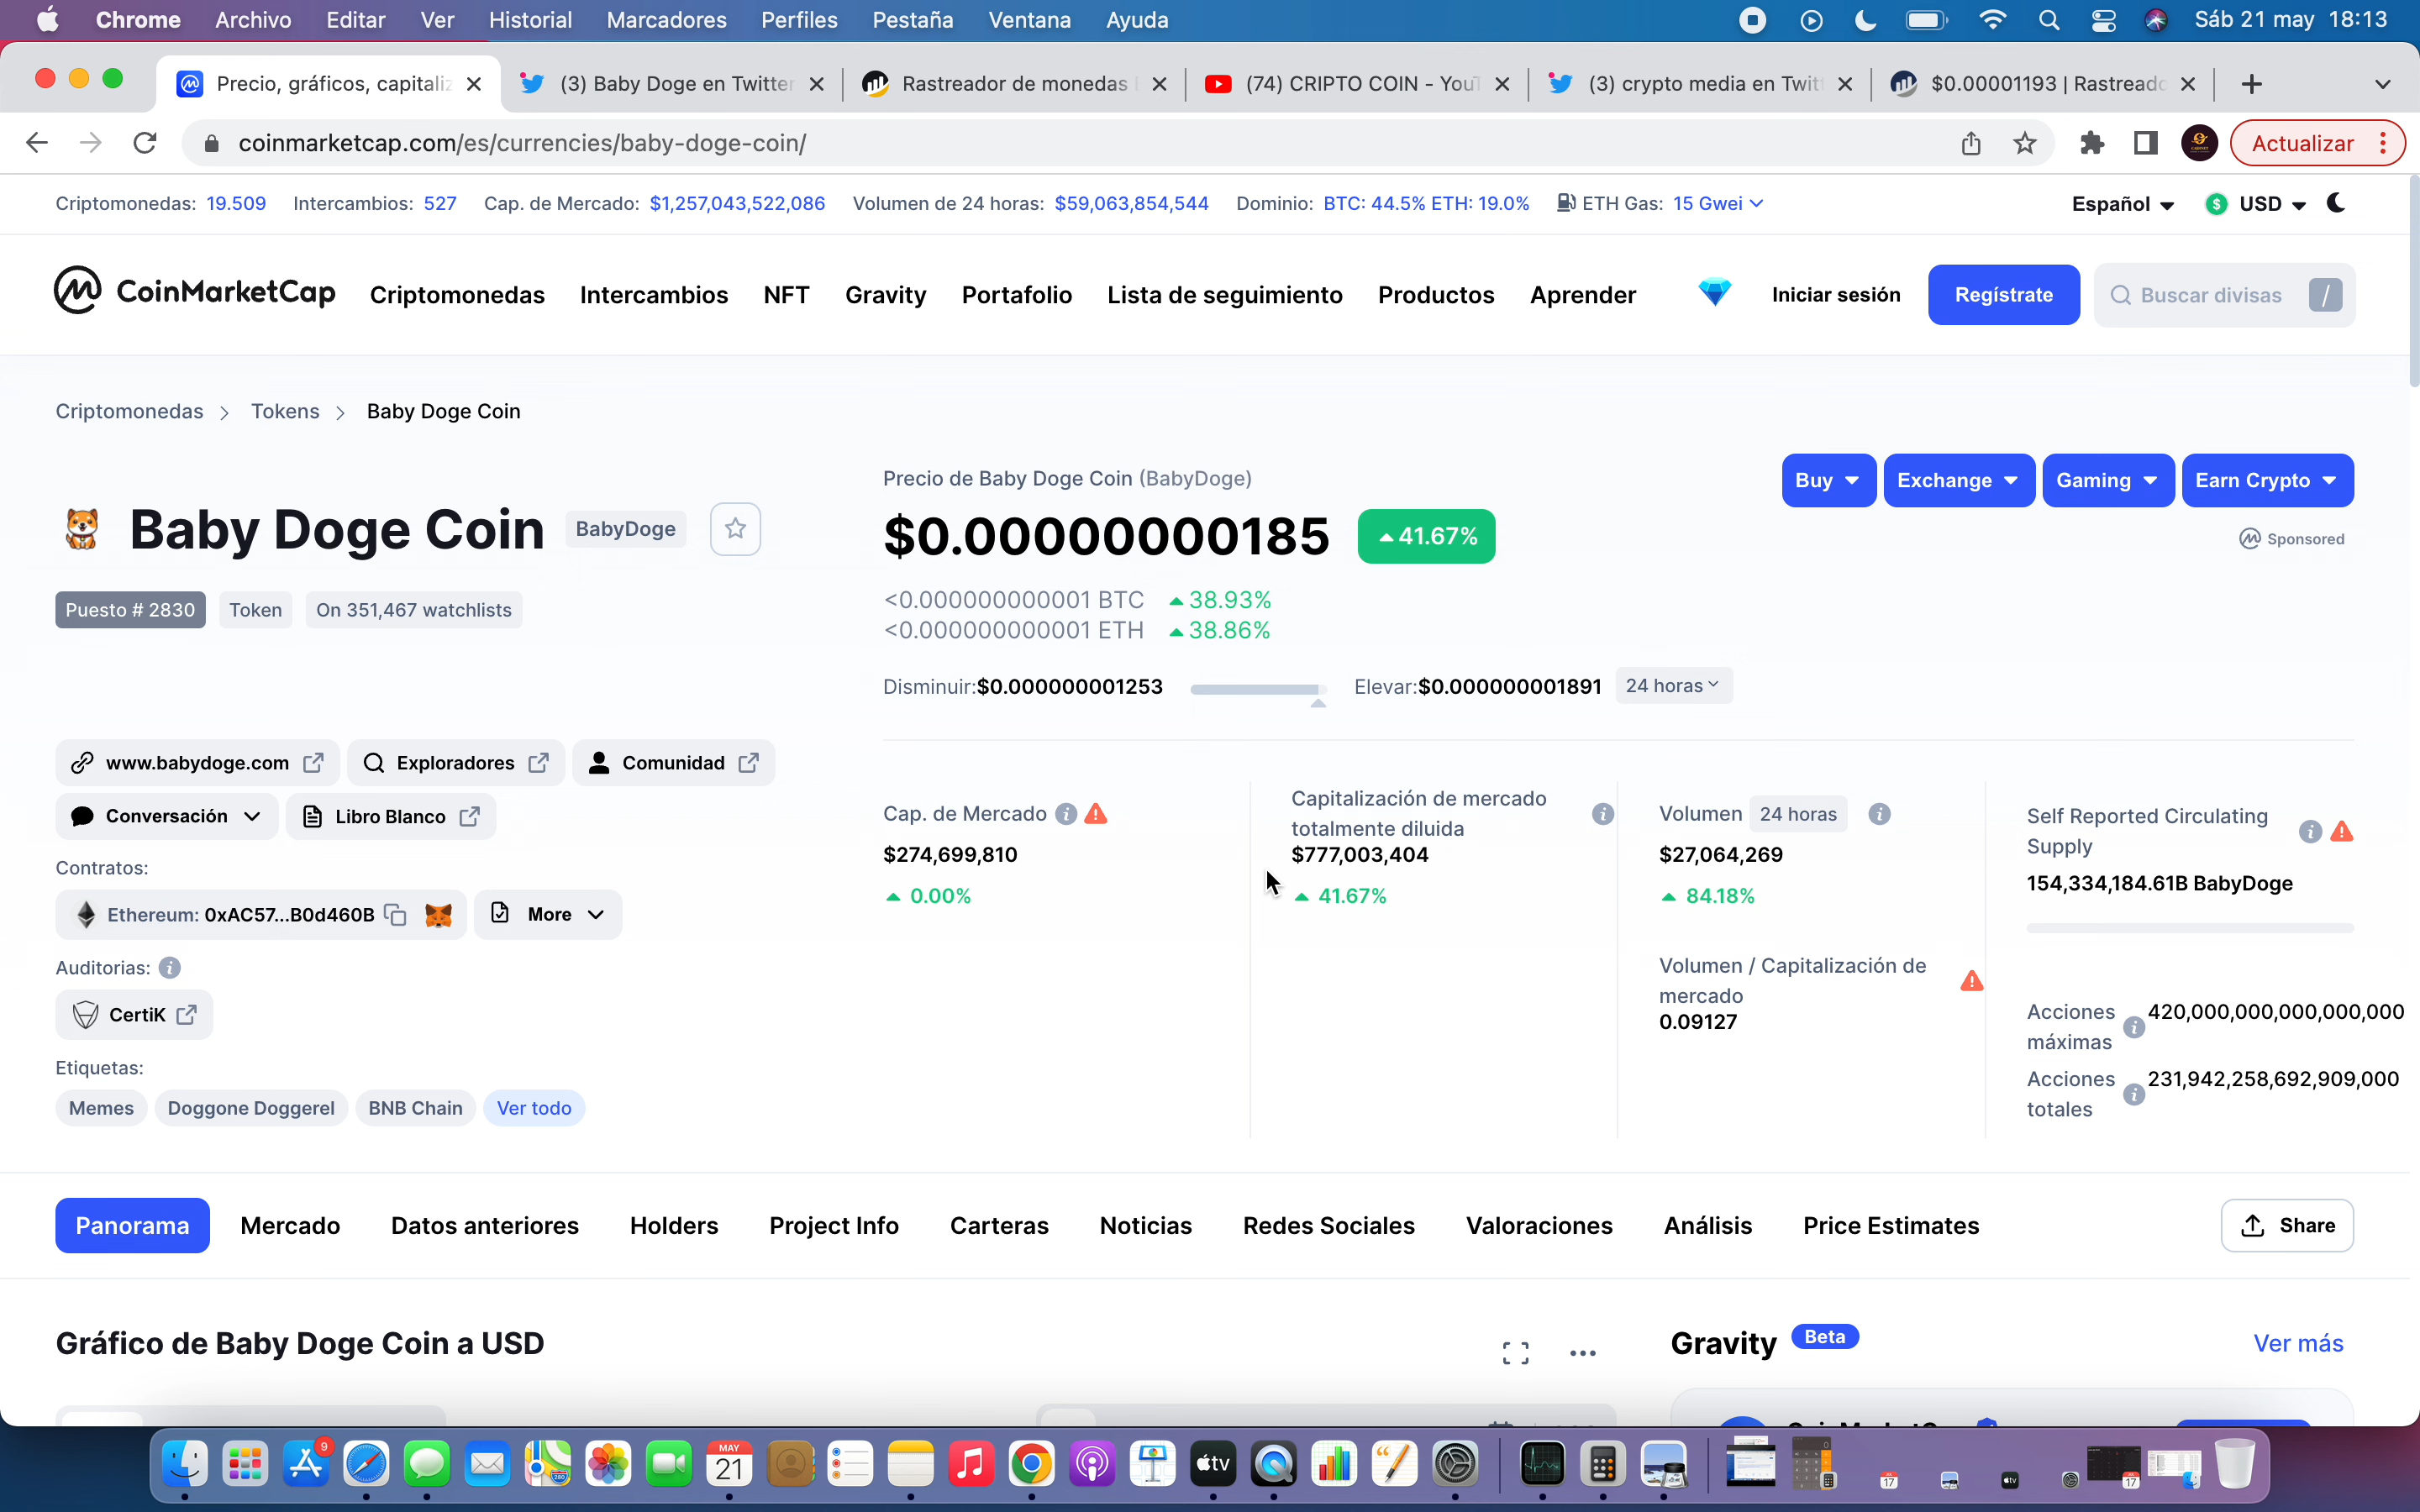 Chrome Archivo Editar Ver Historial Marcadores Perfiles Pestaña Ventana Ayuda Sáb 21 may 18:13
Precio, gráficos, capitaliz (3) Baby Doge en Twitter Rastreador de monedas (74) CRIPTO COIN - YouT (3) crypto media en Twitt $0.00001193 | Rastreado
coinmarketcap.com/es/currencies/baby-doge-coin/ Actualizar
Criptomonedas: 19.509 Intercambios: 527 Cap. de Mercado: $1,257,043,522,086 Volumen de 24 horas: $59,063,854,544 Dominio: BTC: 44.5% ETH: 19.0% ETH Gas: 15 Gwei Español USD
CoinMarketCap Criptomonedas Intercambios NFT Gravity Portafolio Lista de seguimiento Productos Aprender Iniciar sesión Regístrate Buscar divisas /
Criptomonedas > Tokens > Baby Doge Coin
Precio de Baby Doge Coin (BabyDoge)
Buy Exchange Gaming Earn Crypto
Baby Doge Coin BabyDoge
$0.00000000185 41.67%
Sponsored
<0.000000000001 BTC 38.93%
Puesto # 2830 Token On 351,467 watchlists
<0.000000000001 ETH 38.86%
Disminuir:$0.000000001253 Elevar:$0.000000001891 24 horas
www.babydoge.com Exploradores Comunidad
Conversación Libro Blanco
Contratos:
Ethereum: 0xAC57...B0d460B More
Auditorias:
CertiK
Etiquetas:
Memes Doggone Doggerel BNB Chain Ver todo
Cap. de Mercado
$274,699,810
0.00%
Capitalización de mercado
totalmente diluida
$777,003,404
41.67%
Volumen 24 horas
$27,064,269
84.18%
Volumen / Capitalización de
mercado
0.09127
Self Reported Circulating
Supply
154,334,184.61B BabyDoge
Acciones
máximas
420,000,000,000,000,000
Acciones
totales
231,942,258,692,909,000
Panorama Mercado Datos anteriores Holders Project Info Carteras Noticias Redes Sociales Valoraciones Análisis Price Estimates Share
Gráfico de Baby Doge Coin a USD
Gravity Beta Ver más
9
MAY
21
tv
17
17